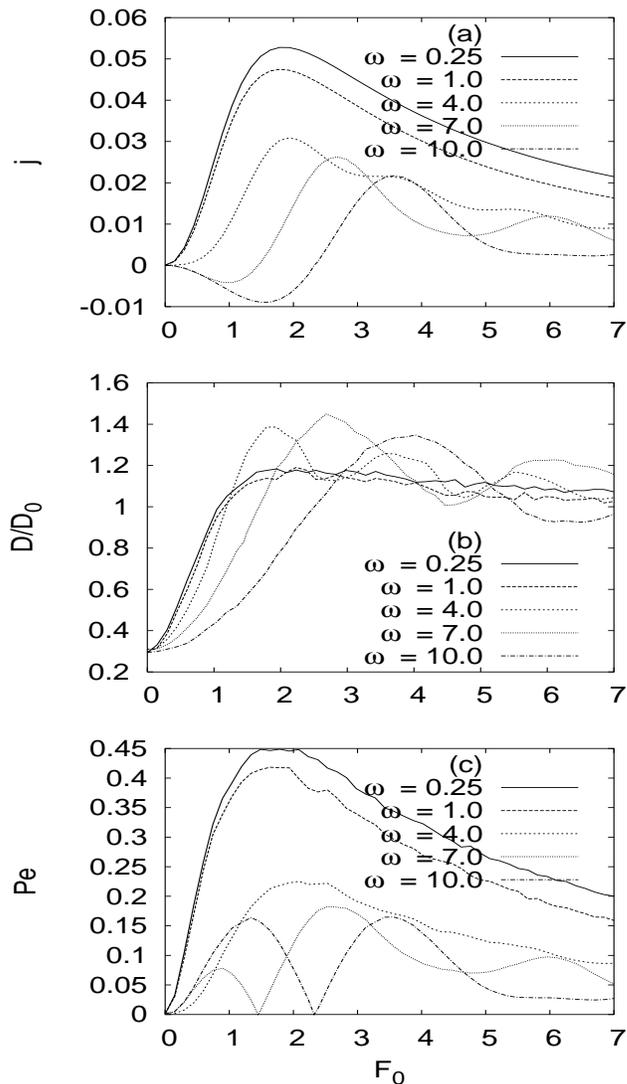 0.06
0.05
0.04
0.03
0.02
0.01
0
-0.01
j
(a)
ω = 0.25
ω = 1.0
ω = 4.0
ω = 7.0
ω = 10.0
0 1 2 3 4 5 6 7
1.6
1.4
1.2
1
0.8
0.6
0.4
0.2
D/D0
(b)
ω = 0.25
ω = 1.0
ω = 4.0
ω = 7.0
ω = 10.0
0 1 2 3 4 5 6 7
0.45
0.4
0.35
0.3
0.25
0.2
0.15
0.1
0.05
0
Pe
(c)
ω = 0.25
ω = 1.0
ω = 4.0
ω = 7.0
ω = 10.0
0 1 2 3 4 5 6 7
F0